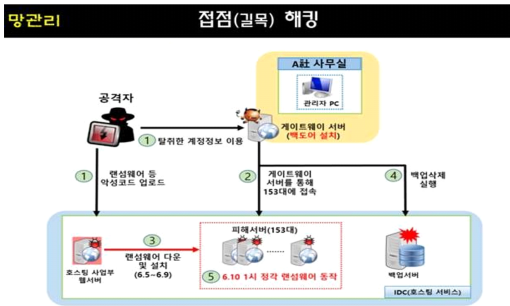 망관리
접점(길목) 해킹
A社 사무실
관리자 PC
공격자
게이트웨이 서버
(백도어 설치)
1 탈취한 계정정보 이용
1 랜섬웨어 등
악성코드 업로드
2 게이트웨이
서버를 통해
153대에 접속
4 백업삭제
실행
피해서버(153대)
3
랜섬웨어 다운
및 설치
(6.5~6.9)
호스팅 사업부
웹서버
5 6.10 1시 정각 랜섬웨어 동작
백업서버
IDC(호스팅 서비스)